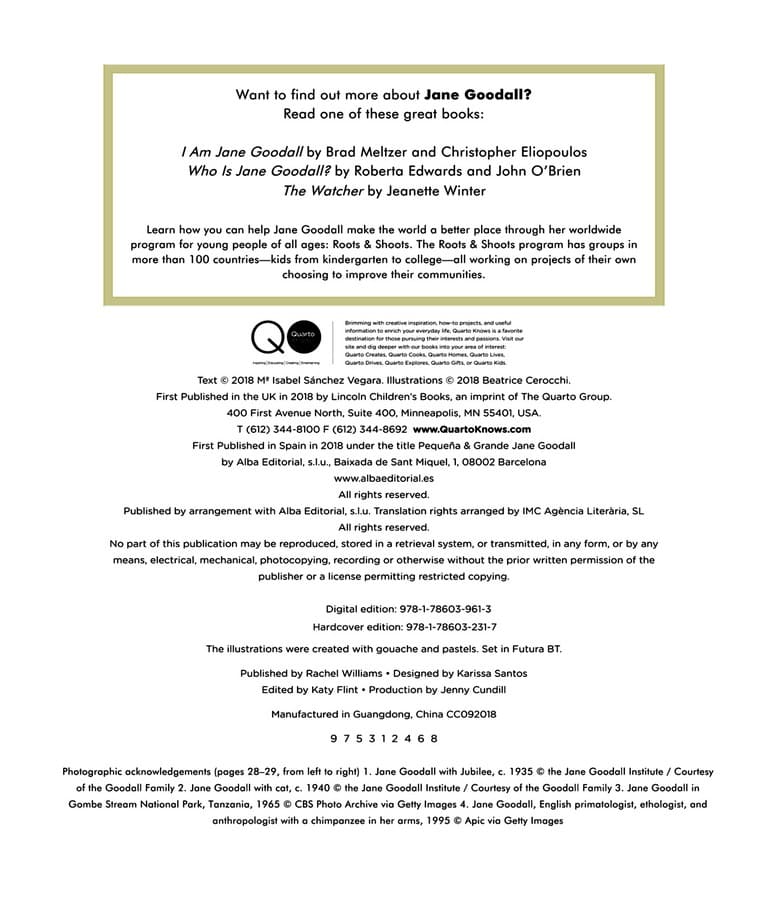 Want to find out more about Jane Goodall?
Read one of these great books:
I Am Jane Goodall by Brad Meltzer and Christopher Eliopoulos
Who Is Jane Goodall? by Roberta Edwards and John O'Brien
The Watcher by Jeanette Winter
Learn how you can help Jane Goodall make the world a better place through her worldwide
program for young people of all ages: Roots & Shoots. The Roots & Shoots program has groups in
more than 100 countries—kids from kindergarten to college—all working on projects of their own
choosing to improve their communities.
Quarto
Inspiring | Educating | Creating | Entertaining
Brimming with creative inspiration, how-to projects, and useful
information to enrich your everyday life, Quarto Knows is a favorite
destination for those pursuing their interests and passions. Visit our
site and dig deeper with our books into your area of interest:
Quarto Creates, Quarto Cooks, Quarto Homes, Quarto Lives,
Quarto Drives, Quarto Explores, Quarto Gifts, or Quarto Kids.
Text © 2018 Mª Isabel Sánchez Vegara. Illustrations © 2018 Beatrice Cerocchi.
First Published in the UK in 2018 by Lincoln Children's Books, an imprint of The Quarto Group.
400 First Avenue North, Suite 400, Minneapolis, MN 55401, USA.
T (612) 344-8100 F (612) 344-8692 www.QuartoKnows.com
First Published in Spain in 2018 under the title Pequeña & Grande Jane Goodall
by Alba Editorial, s.l.u., Baixada de Sant Miquel, 1, 08002 Barcelona
www.albaeditorial.es
All rights reserved.
Published by arrangement with Alba Editorial, s.l.u. Translation rights arranged by IMC Agència Literària, SL
All rights reserved.
No part of this publication may be reproduced, stored in a retrieval system, or transmitted, in any form, or by any
means, electrical, mechanical, photocopying, recording or otherwise without the prior written permission of the
publisher or a license permitting restricted copying.
Digital edition: 978-1-78603-961-3
Hardcover edition: 978-1-78603-231-7
The illustrations were created with gouache and pastels. Set in Futura BT.
Published by Rachel Williams • Designed by Karissa Santos
Edited by Katy Flint • Production by Jenny Cundill
Manufactured in Guangdong, China CC092018
9 7 5 3 1 2 4 6 8
Photographic acknowledgements (pages 28–29, from left to right) 1. Jane Goodall with Jubilee, c. 1935 © the Jane Goodall Institute / Courtesy
of the Goodall Family 2. Jane Goodall with cat, c. 1940 © the Jane Goodall Institute / Courtesy of the Goodall Family 3. Jane Goodall in
Gombe Stream National Park, Tanzania, 1965 © CBS Photo Archive via Getty Images 4. Jane Goodall, English primatologist, ethologist, and
anthropologist with a chimpanzee in her arms, 1995 © Apic via Getty Images